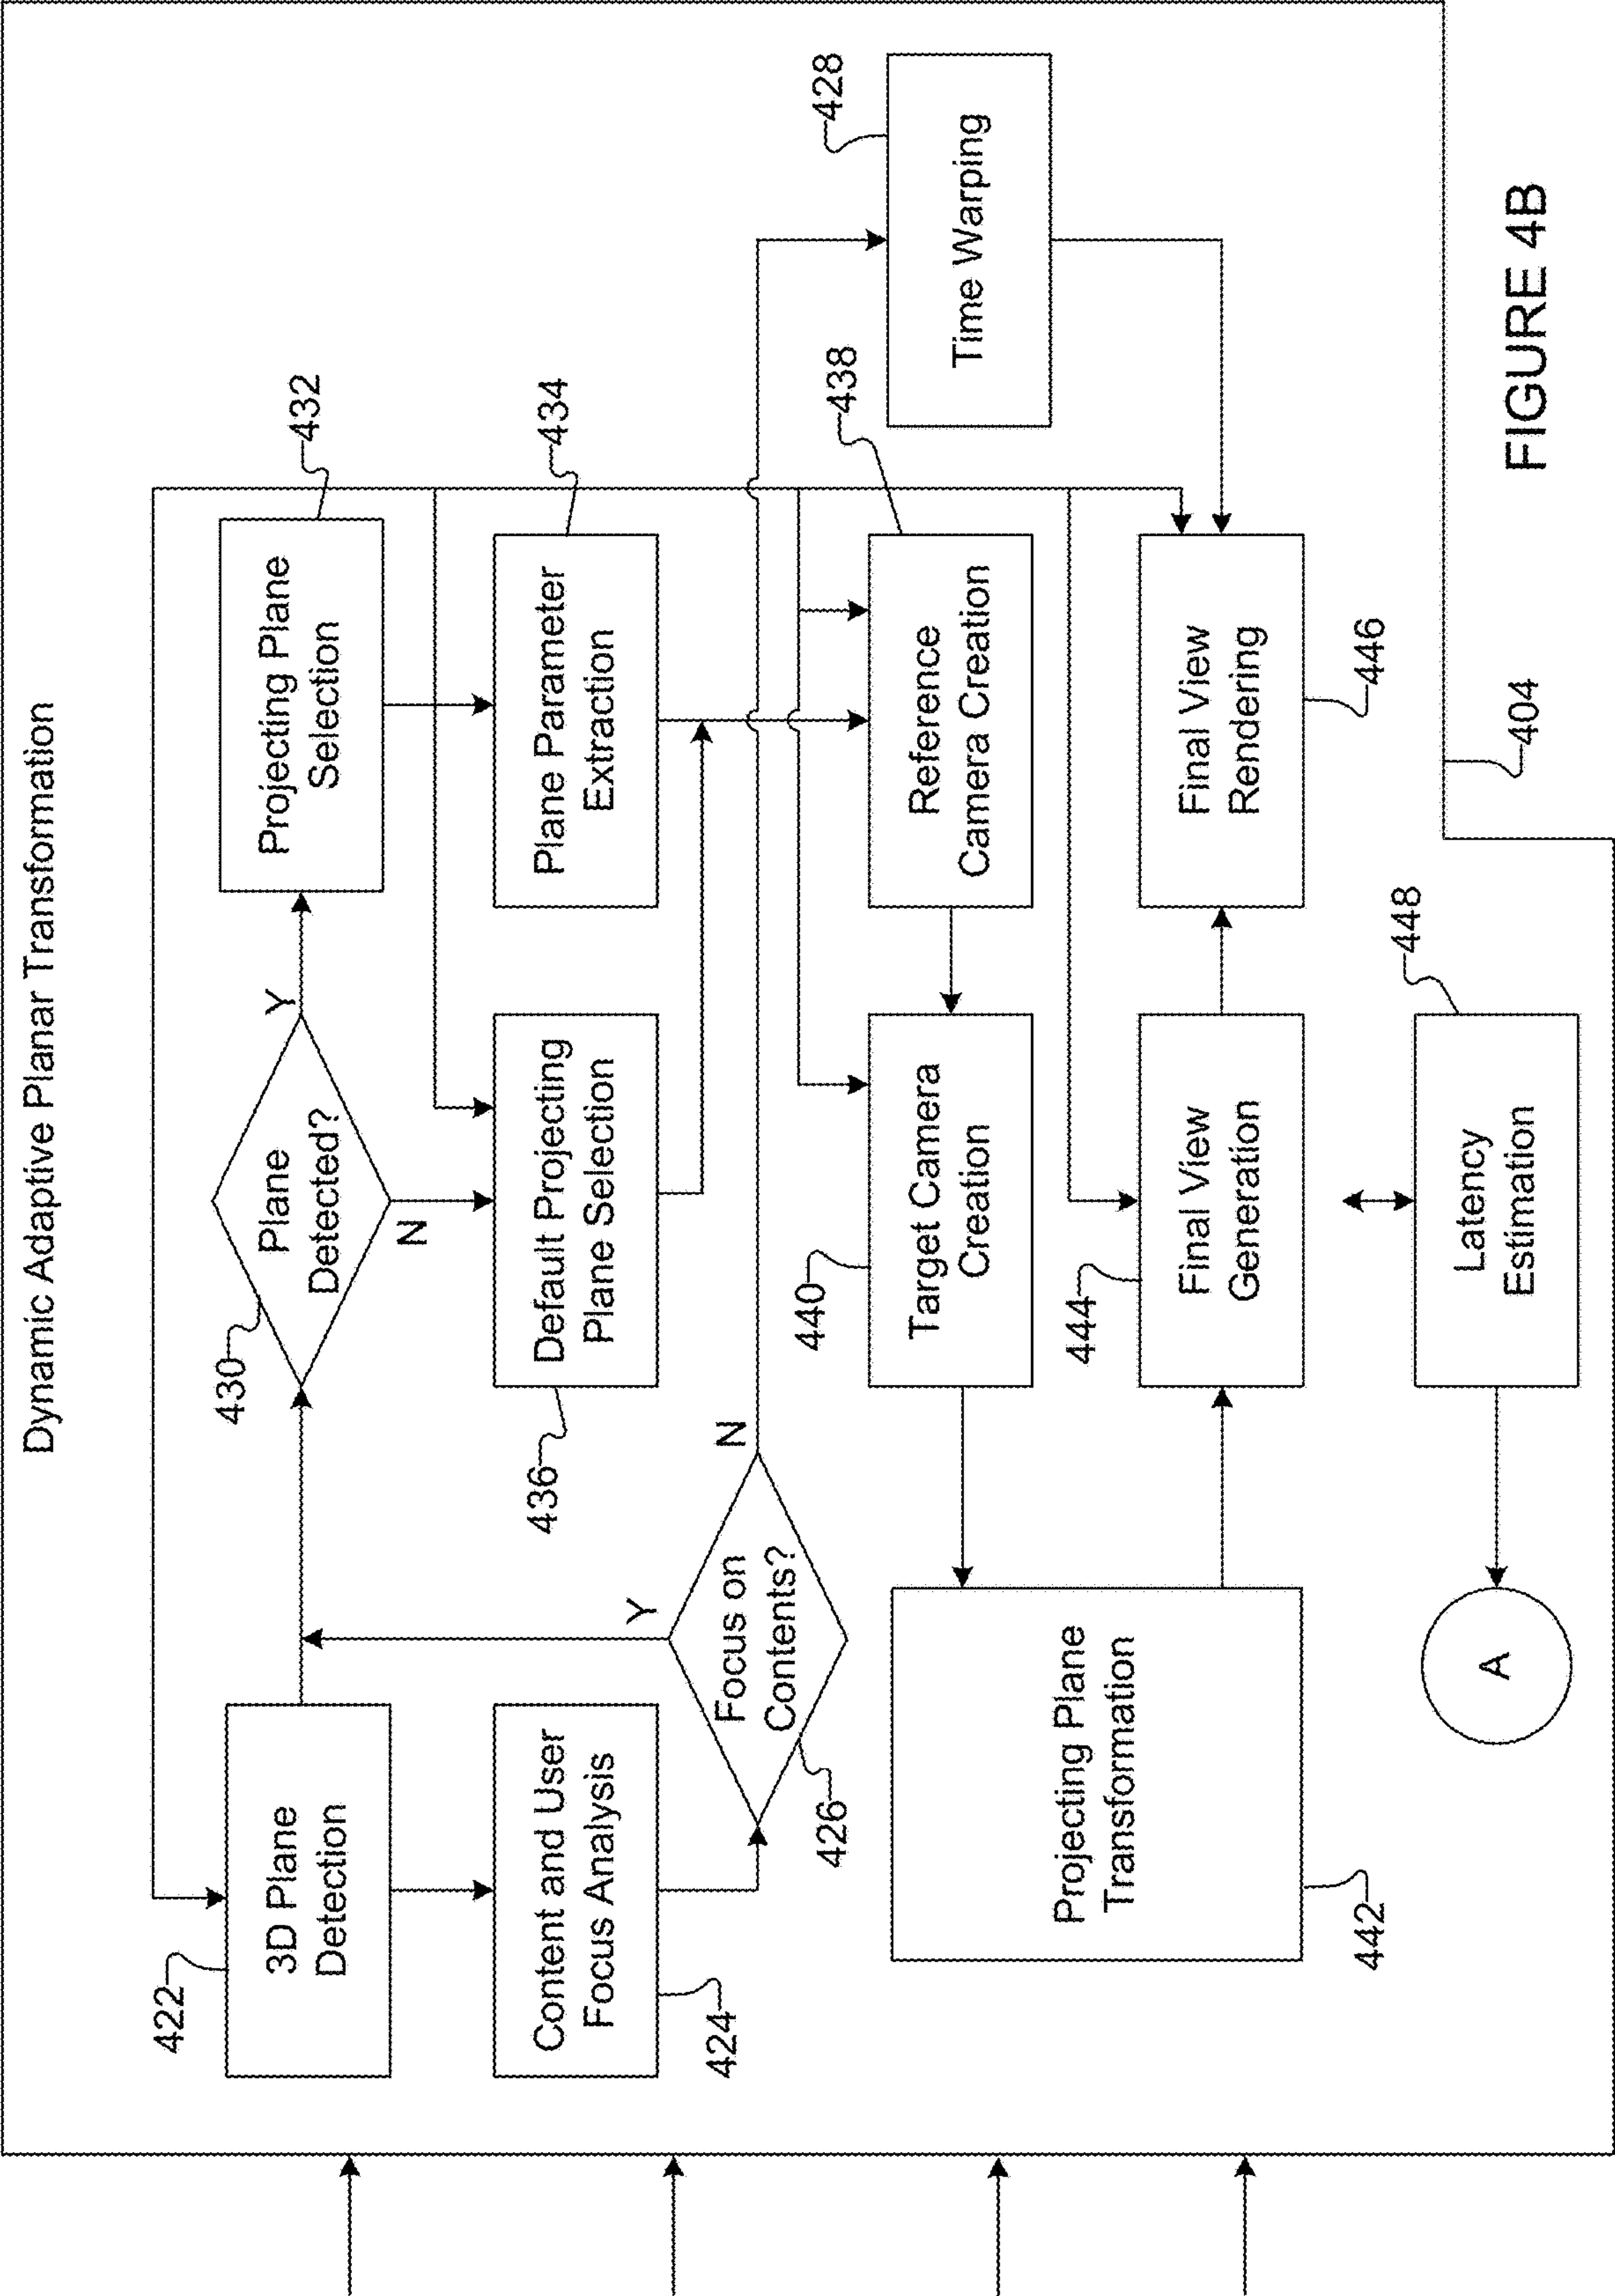 Dynamic Adaptive Planar Transformation
422
3D Plane
Detection
430
Plane
Detected?
Y
N
Projecting Plane
Selection
432
Content and User
Focus Analysis
424
436
Default Projecting
Plane Selection
Plane Parameter
Extraction
434
Y
Focus on
Contents?
N
426
440
Target Camera
Creation
Reference
Camera Creation
438
428
Time Warping
Projecting Plane
Transformation
442
444
Final View
Generation
Final View
Rendering
446
A
Latency
Estimation
448
404
FIGURE 4B